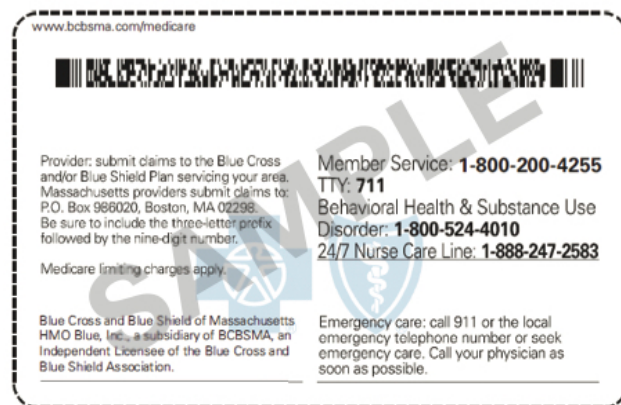 www.bcbsma.com/medicare
Provider: submit claims to the Blue Cross
and/or Blue Shield Plan servicing your area.
Massachusetts providers submit claims to:
P.O. Box 986020, Boston, MA 02298.
Be sure to include the three-letter prefix
followed by the nine-digit number.
Medicare limiting charges apply.
Blue Cross and Blue Shield of Massachusetts
HMO Blue, Inc., a subsidiary of BCBSMA, an
Independent Licensee of the Blue Cross and
Blue Shield Association.
Member Service: 1-800-200-4255
TTY: 711
Behavioral Health & Substance Use
Disorder: 1-800-524-4010
24/7 Nurse Care Line: 1-888-247-2583
Emergency care: call 911 or the local
emergency telephone number or seek
emergency care. Call your physician as
soon as possible.
SAMPLE